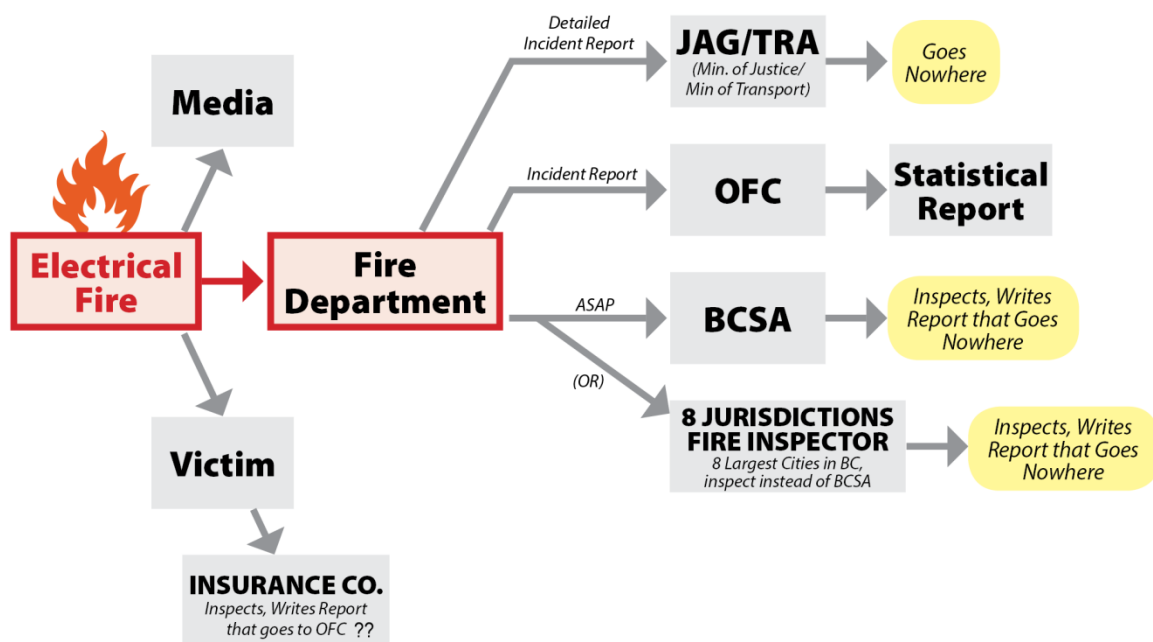 Detailed
Incident Report
JAG/TRA
(Min. of Justice/
Min of Transport)
Goes
Nowhere
Media
Incident Report
OFC
Statistical
Report
Electrical
Fire
Fire
Department
ASAP
BCSA
Inspects, Writes
Report that Goes
Nowhere
(OR)
8 JURISDICTIONS
FIRE INSPECTOR
8 Largest Cities in BC,
inspect instead of BCSA
Inspects, Writes
Report that Goes
Nowhere
Victim
INSURANCE CO.
Inspects, Writes Report
that goes to OFC ??